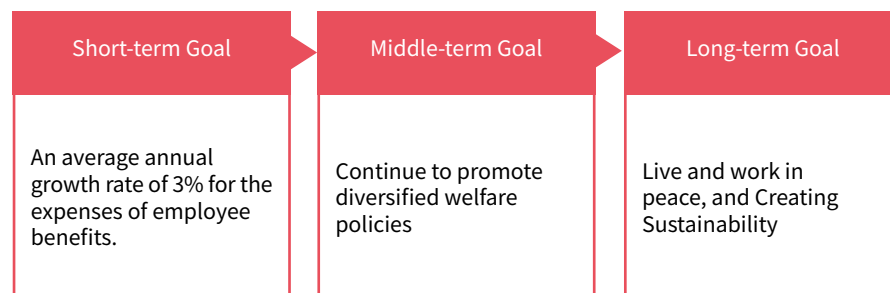 Short-term Goal
An average annual
growth rate of 3% for the
expenses of employee
benefits.
Middle-term Goal
Continue to promote
diversified welfare
policies
Long-term Goal
Live and work in
peace, and Creating
Sustainability